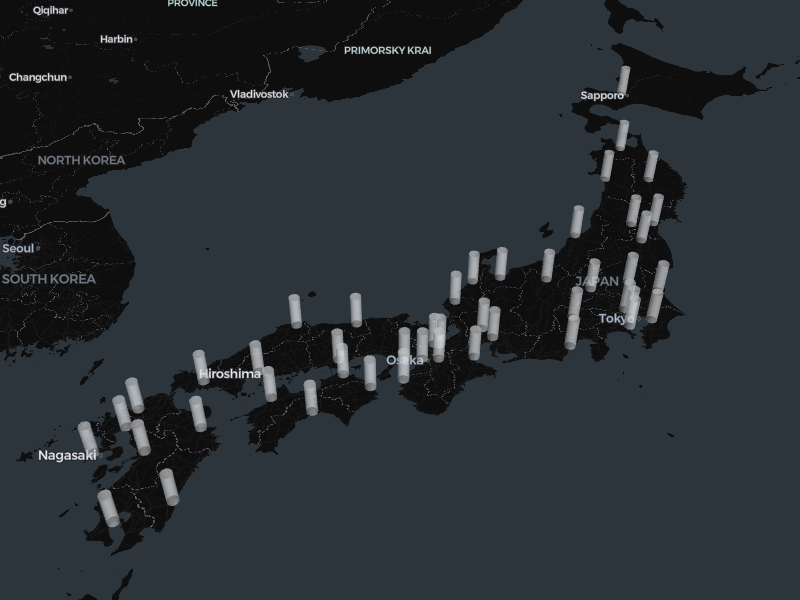 PROVINCE
Qiqihar
Harbin
PRIMORSKY KRAI
Changchun
Vladivostok
Sapporo
NORTH KOREA
g
Seoul
SOUTH KOREA
JAPAN
Tokyo
Osaka
Hiroshima
Nagasaki